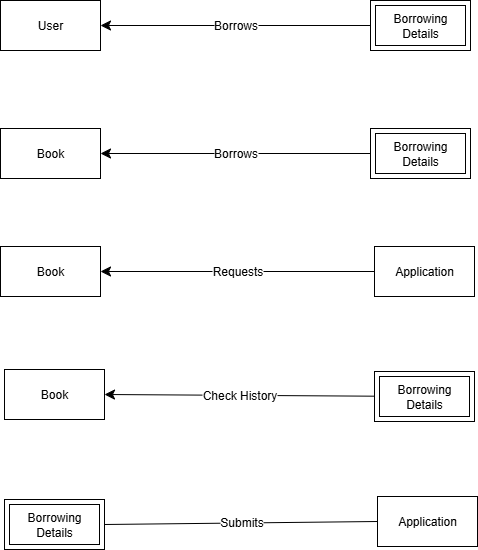 User
Borrows
Borrowing
Details
Book
Borrows
Borrowing
Details
Book
Requests
Application
Book
Check History
Borrowing
Details
Borrowing
Details
Submits
Application